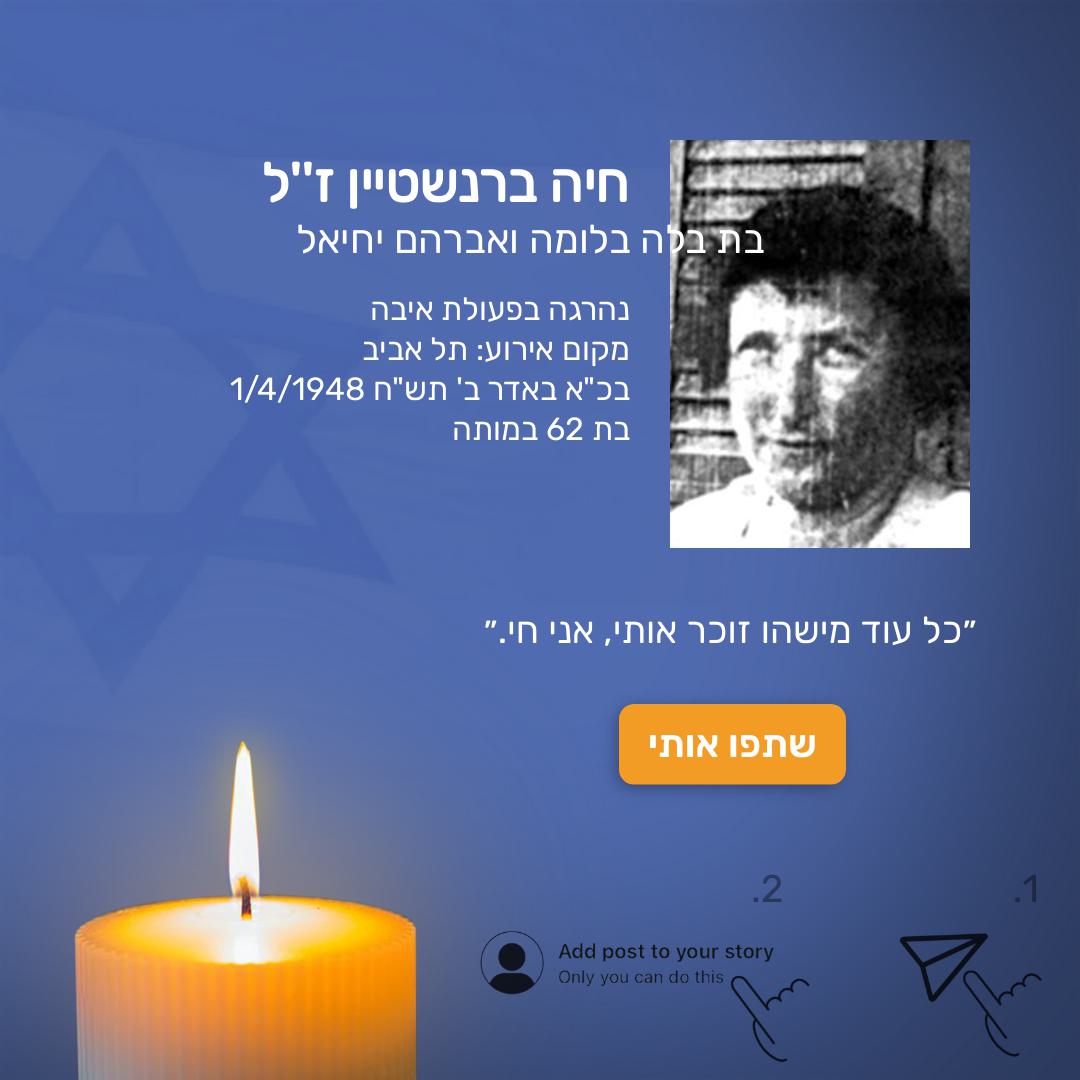 חיה ברנשטיין ז"ל
בת בלה בלומה ואברהם יחיאל
נהרגה בפעולת איבה
מקום אירוע: תל אביב
בכ"א באדר ב' תש"ח 1/4/1948
בת 62 במותה
״כל עוד מישהו זוכר אותי, אני חי.״
שתפו אותי
1.
2.
Add post to your story
Only you can do this